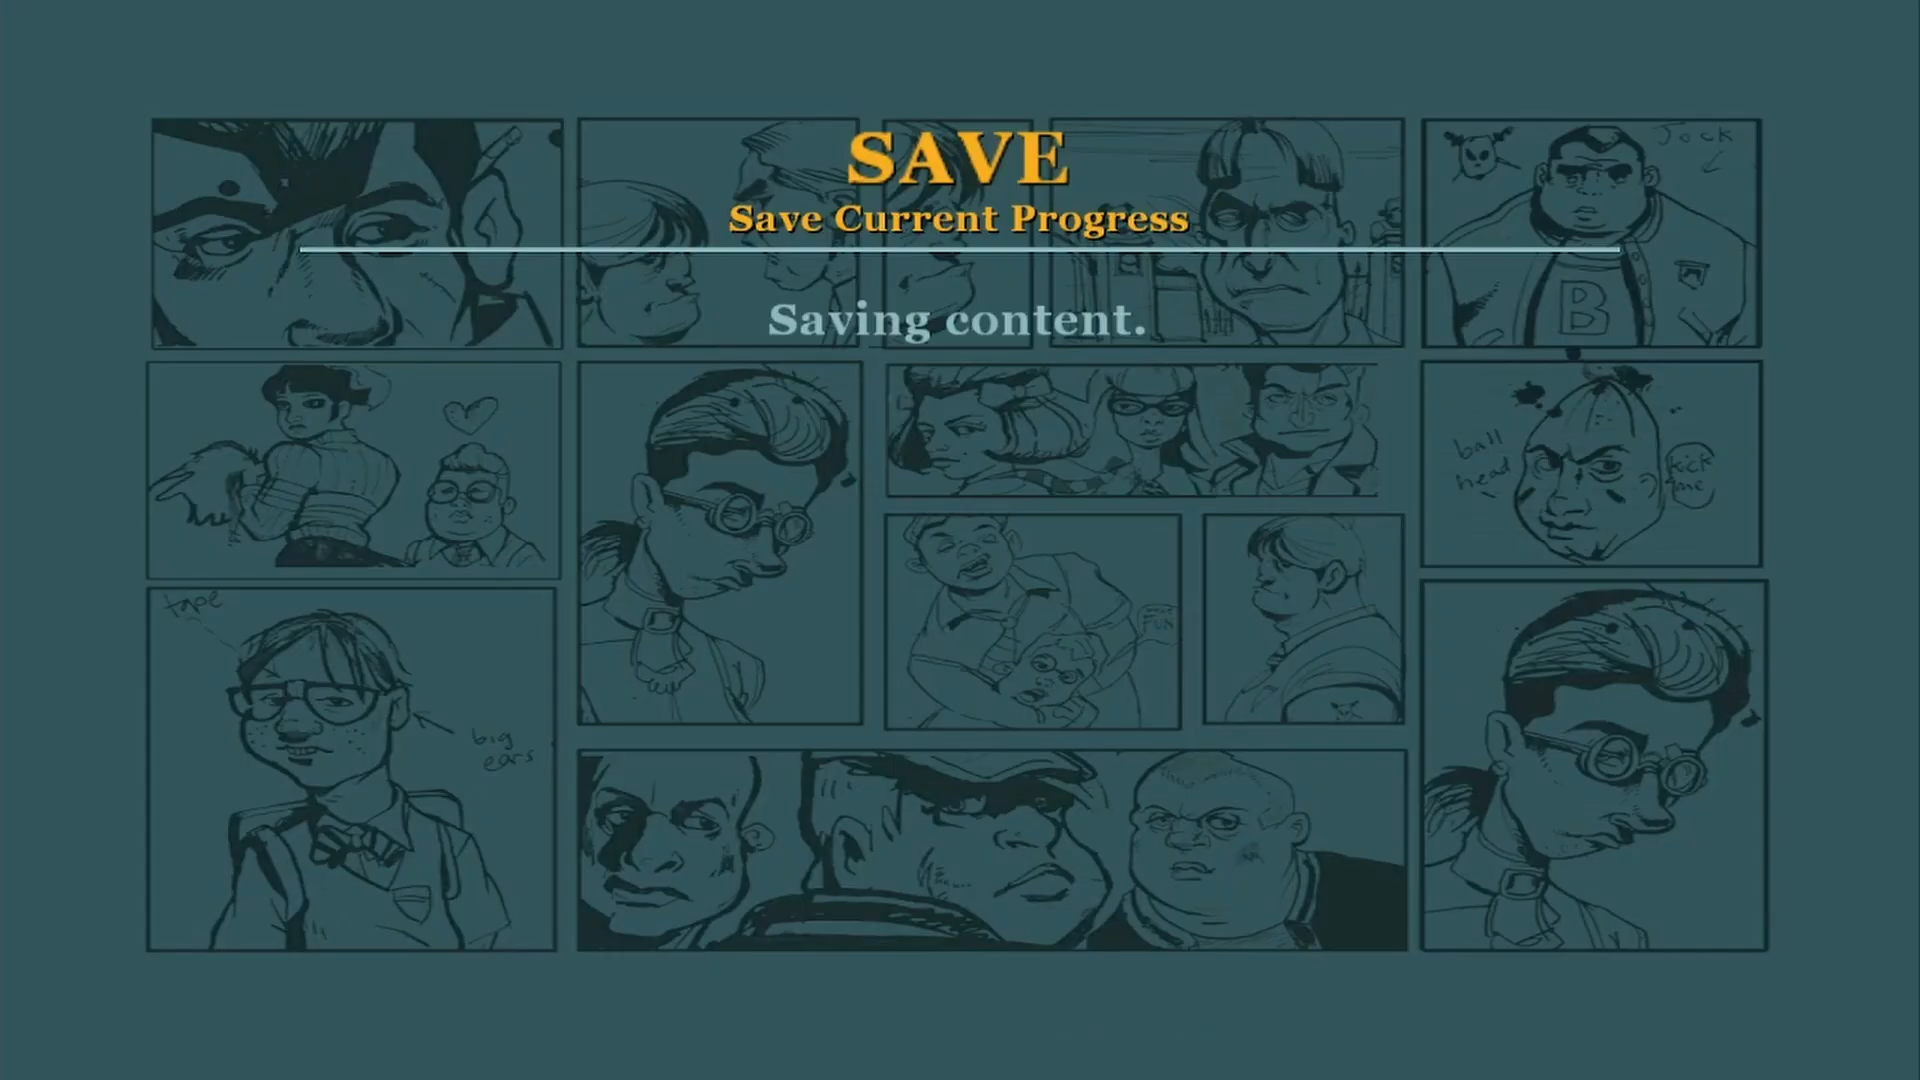 SAVE
Save Current Progress
Saving content.
Jock
B
ball
head
kick
me
FUN
tape
big
ears